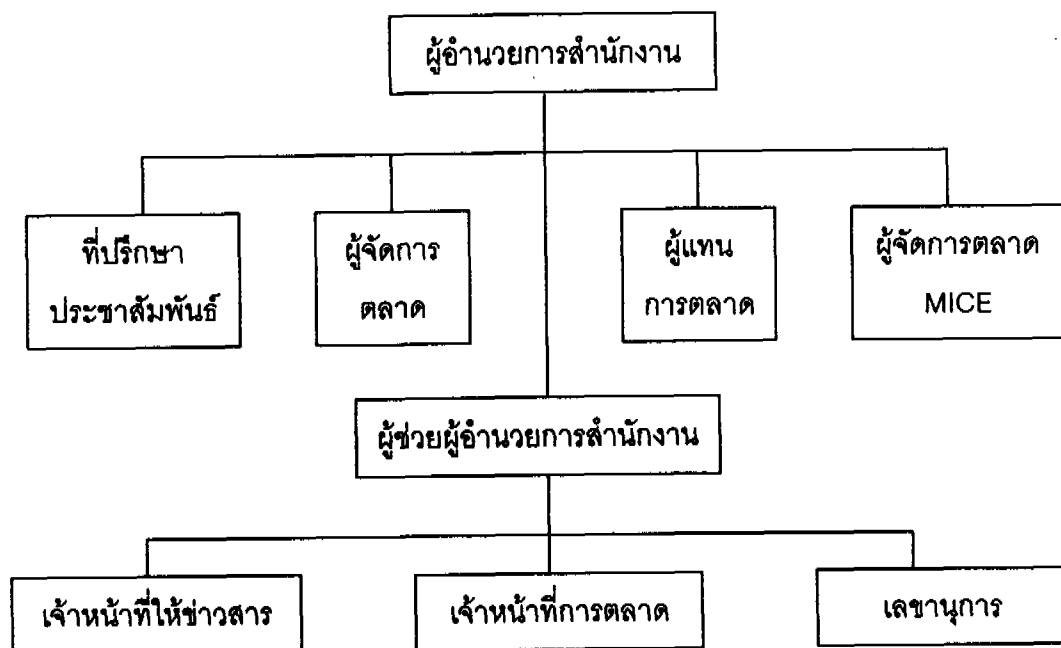 ผู้อำนวยการสำนักงาน
ที่ปรึกษา
ประชาสัมพันธ์
ผู้จัดการ
ตลาด
ผู้แทน
การตลาด
ผู้จัดการตลาด
MICE
ผู้ช่วยผู้อำนวยการสำนักงาน
เจ้าหน้าที่ให้ข่าวสาร
เจ้าหน้าที่การตลาด
เลขานุการ